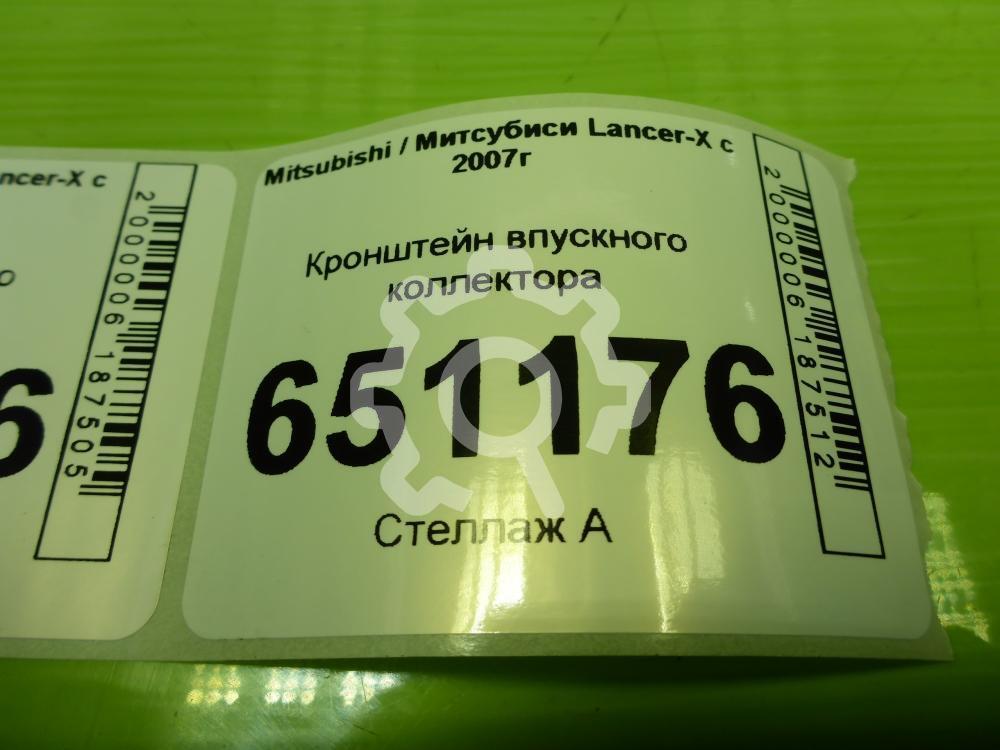 Mitsubishi / Митсубиси Lancer-X с
2007г
Кронштейн впускного
коллектора
651176
Стеллаж А
2000006187512
ncer-X с
о
6
2000006187505